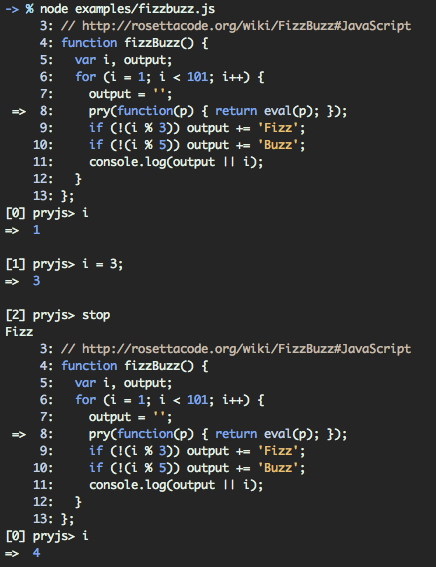 -> % node examples/fizzbuzz.js
     3: // http://rosettacode.org/wiki/FizzBuzz#JavaScript
     4: function fizzBuzz() {
     5:   var i, output;
     6:   for (i = 1; i < 101; i++) {
     7:     output = '';
 =>  8:     pry(function(p) { return eval(p); });
     9:     if (!(i % 3)) output += 'Fizz';
    10:     if (!(i % 5)) output += 'Buzz';
    11:     console.log(output || i);
    12:   }
    13: };
[0] pryjs> i
=>  1

[1] pryjs> i = 3;
=>  3

[2] pryjs> stop
Fizz
     3: // http://rosettacode.org/wiki/FizzBuzz#JavaScript
     4: function fizzBuzz() {
     5:   var i, output;
     6:   for (i = 1; i < 101; i++) {
     7:     output = '';
 =>  8:     pry(function(p) { return eval(p); });
     9:     if (!(i % 3)) output += 'Fizz';
    10:     if (!(i % 5)) output += 'Buzz';
    11:     console.log(output || i);
    12:   }
    13: };
[0] pryjs> i
=>  4